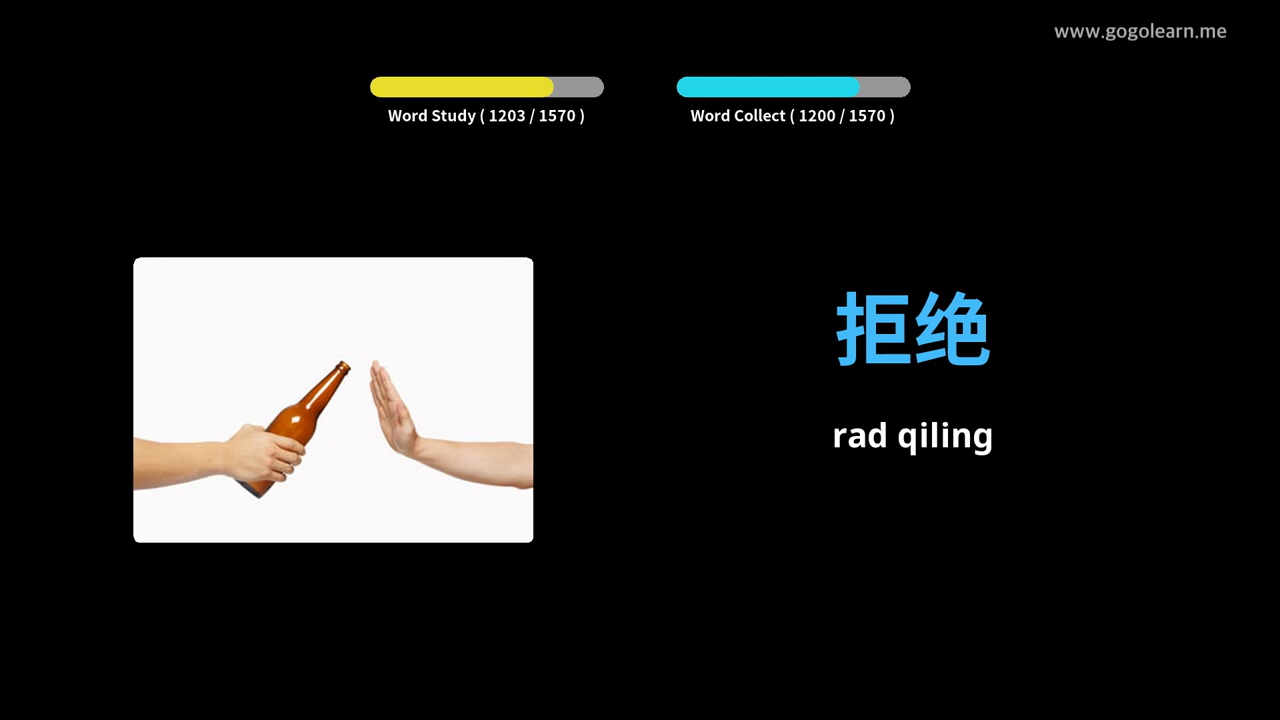 www.gogolearn.me
Word Study ( 1203 / 1570 )
Word Collect ( 1200 / 1570 )
拒绝
rad qiling